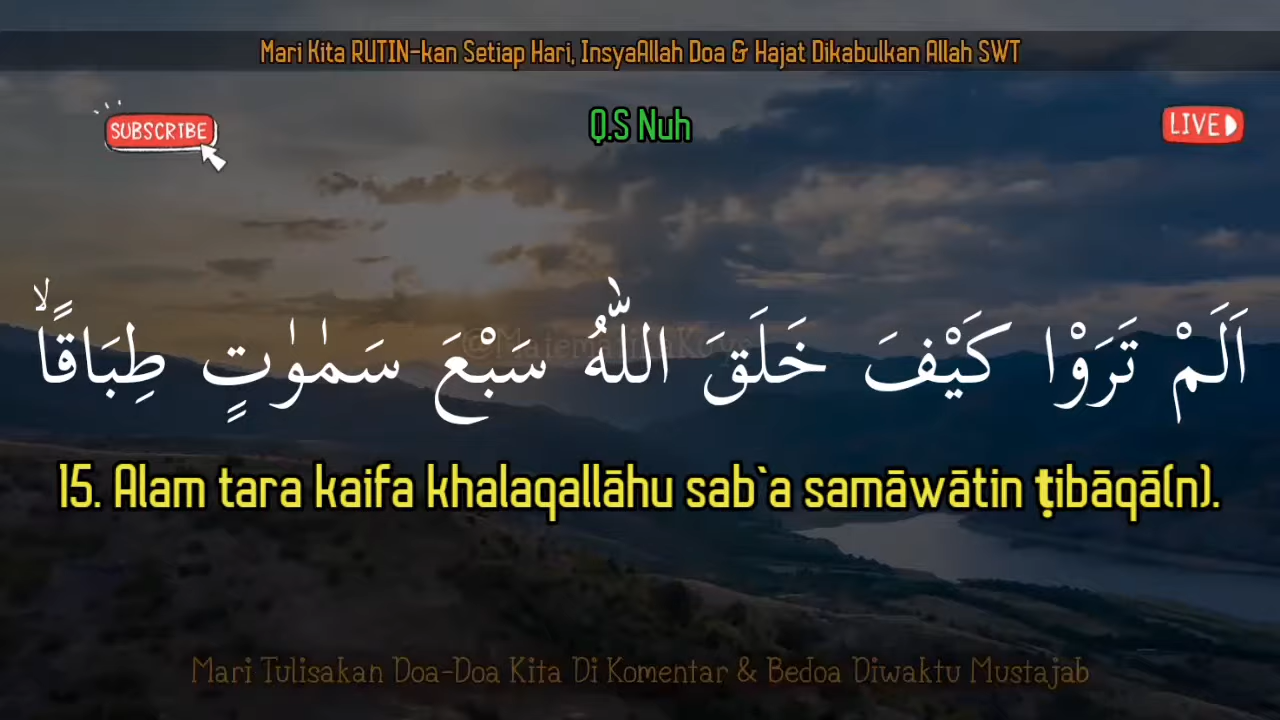 Mari Kita RUTIN-kan Setiap Hari, InsyaAllah Doa & Hajat Dikabulkan Allah SWT
SUBSCRIBE
Q.S Nuh
LIVE
اَلَمْ تَرَوْا كَيْفَ خَلَقَ اللّٰهُ سَبْعَ سَمٰوٰتٍ طِبَاقًاۙ
15. Alam tara kaifa khalaqallāhu sab`a samāwātin ṭibāqā(n).
Mari Tulisakan Doa-Doa Kita Di Komentar & Bedoa Diwaktu Mustajab